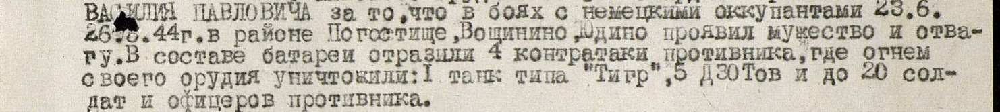 ВАСИЛИЯ ПАВЛОВИЧА за то,что в боях с немецкими оккупантами 23.6.
26.6.44г.в районе Погостище,Вощинино,Юдино проявил мужество и отва-
гу.В составе батареи отразили 4 контратаки противника,где огнем
своего орудия уничтожили:I танк типа "Тигр",5 ДЗОТов и до 20 сол-
дат и офицеров противника.